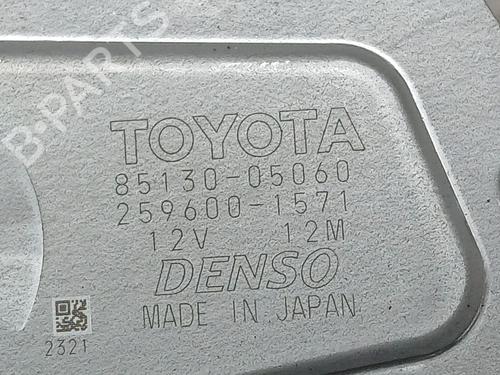 B-PARTS
TOYOTA
85130-05060
259600-1571
12V 12M
DENSO
MADE IN JAPAN
2321